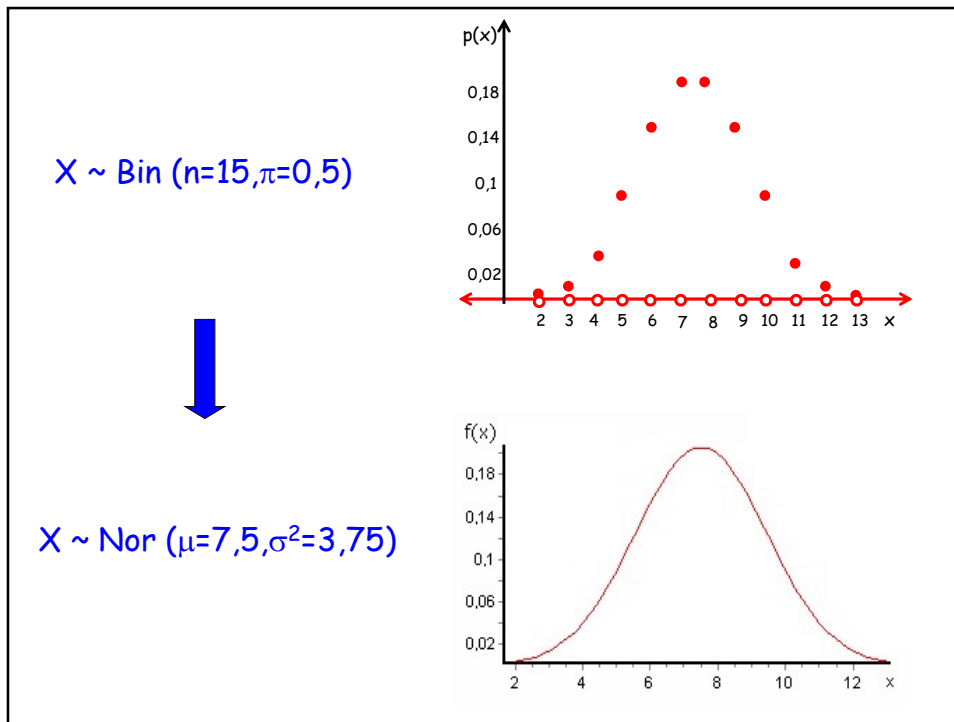 p(x)
0,18
0,14
0,1
0,06
0,02
2 3 4 5 6 7 8 9 10 11 12 13 x
X ~ Bin (n=15,π=0,5)
f(x)
0,18
0,14
0,1
0,06
0,02
2 4 6 8 10 12 x
X ~ Nor (μ=7,5,σ²=3,75)